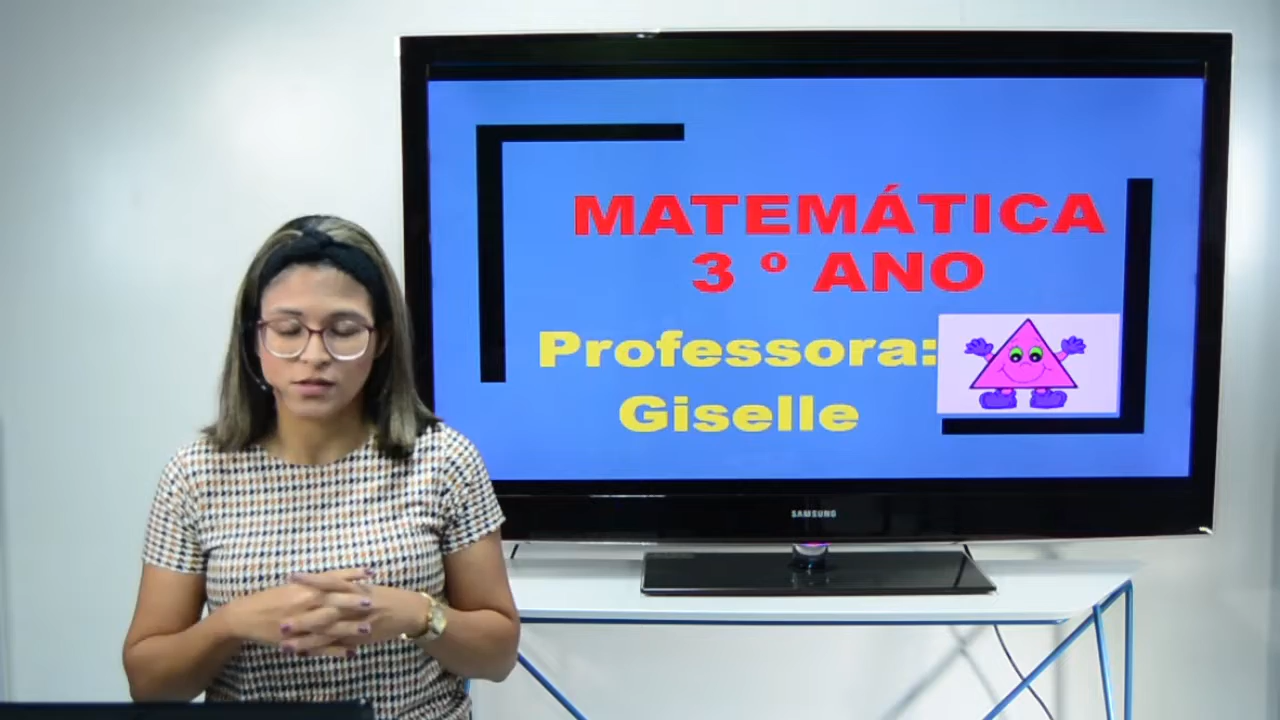 MATEMÁTICA
3 º ANO
Professora:
Giselle
SAMSUNG